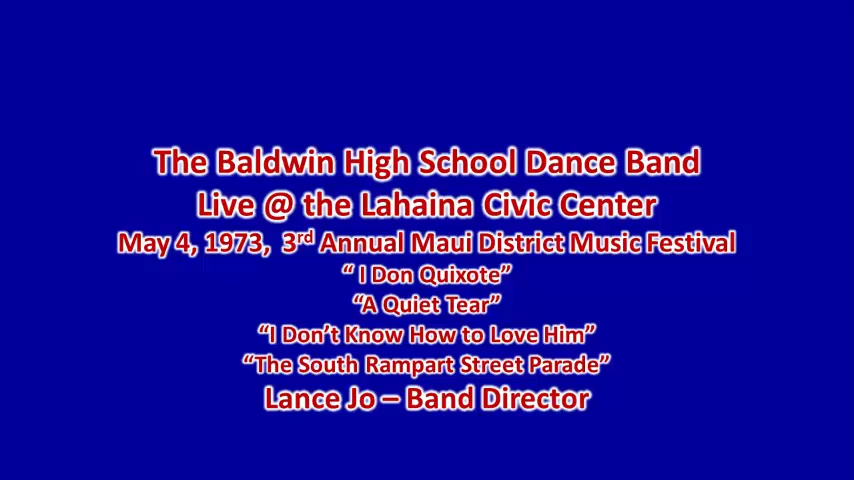 The Baldwin High School Dance Band
Live @ the Lahaina Civic Center
May 4, 1973,  3rd Annual Maui District Music Festival
“ I Don Quixote”
“A Quiet Tear”
“I Don’t Know How to Love Him”
“The South Rampart Street Parade”
Lance Jo – Band Director